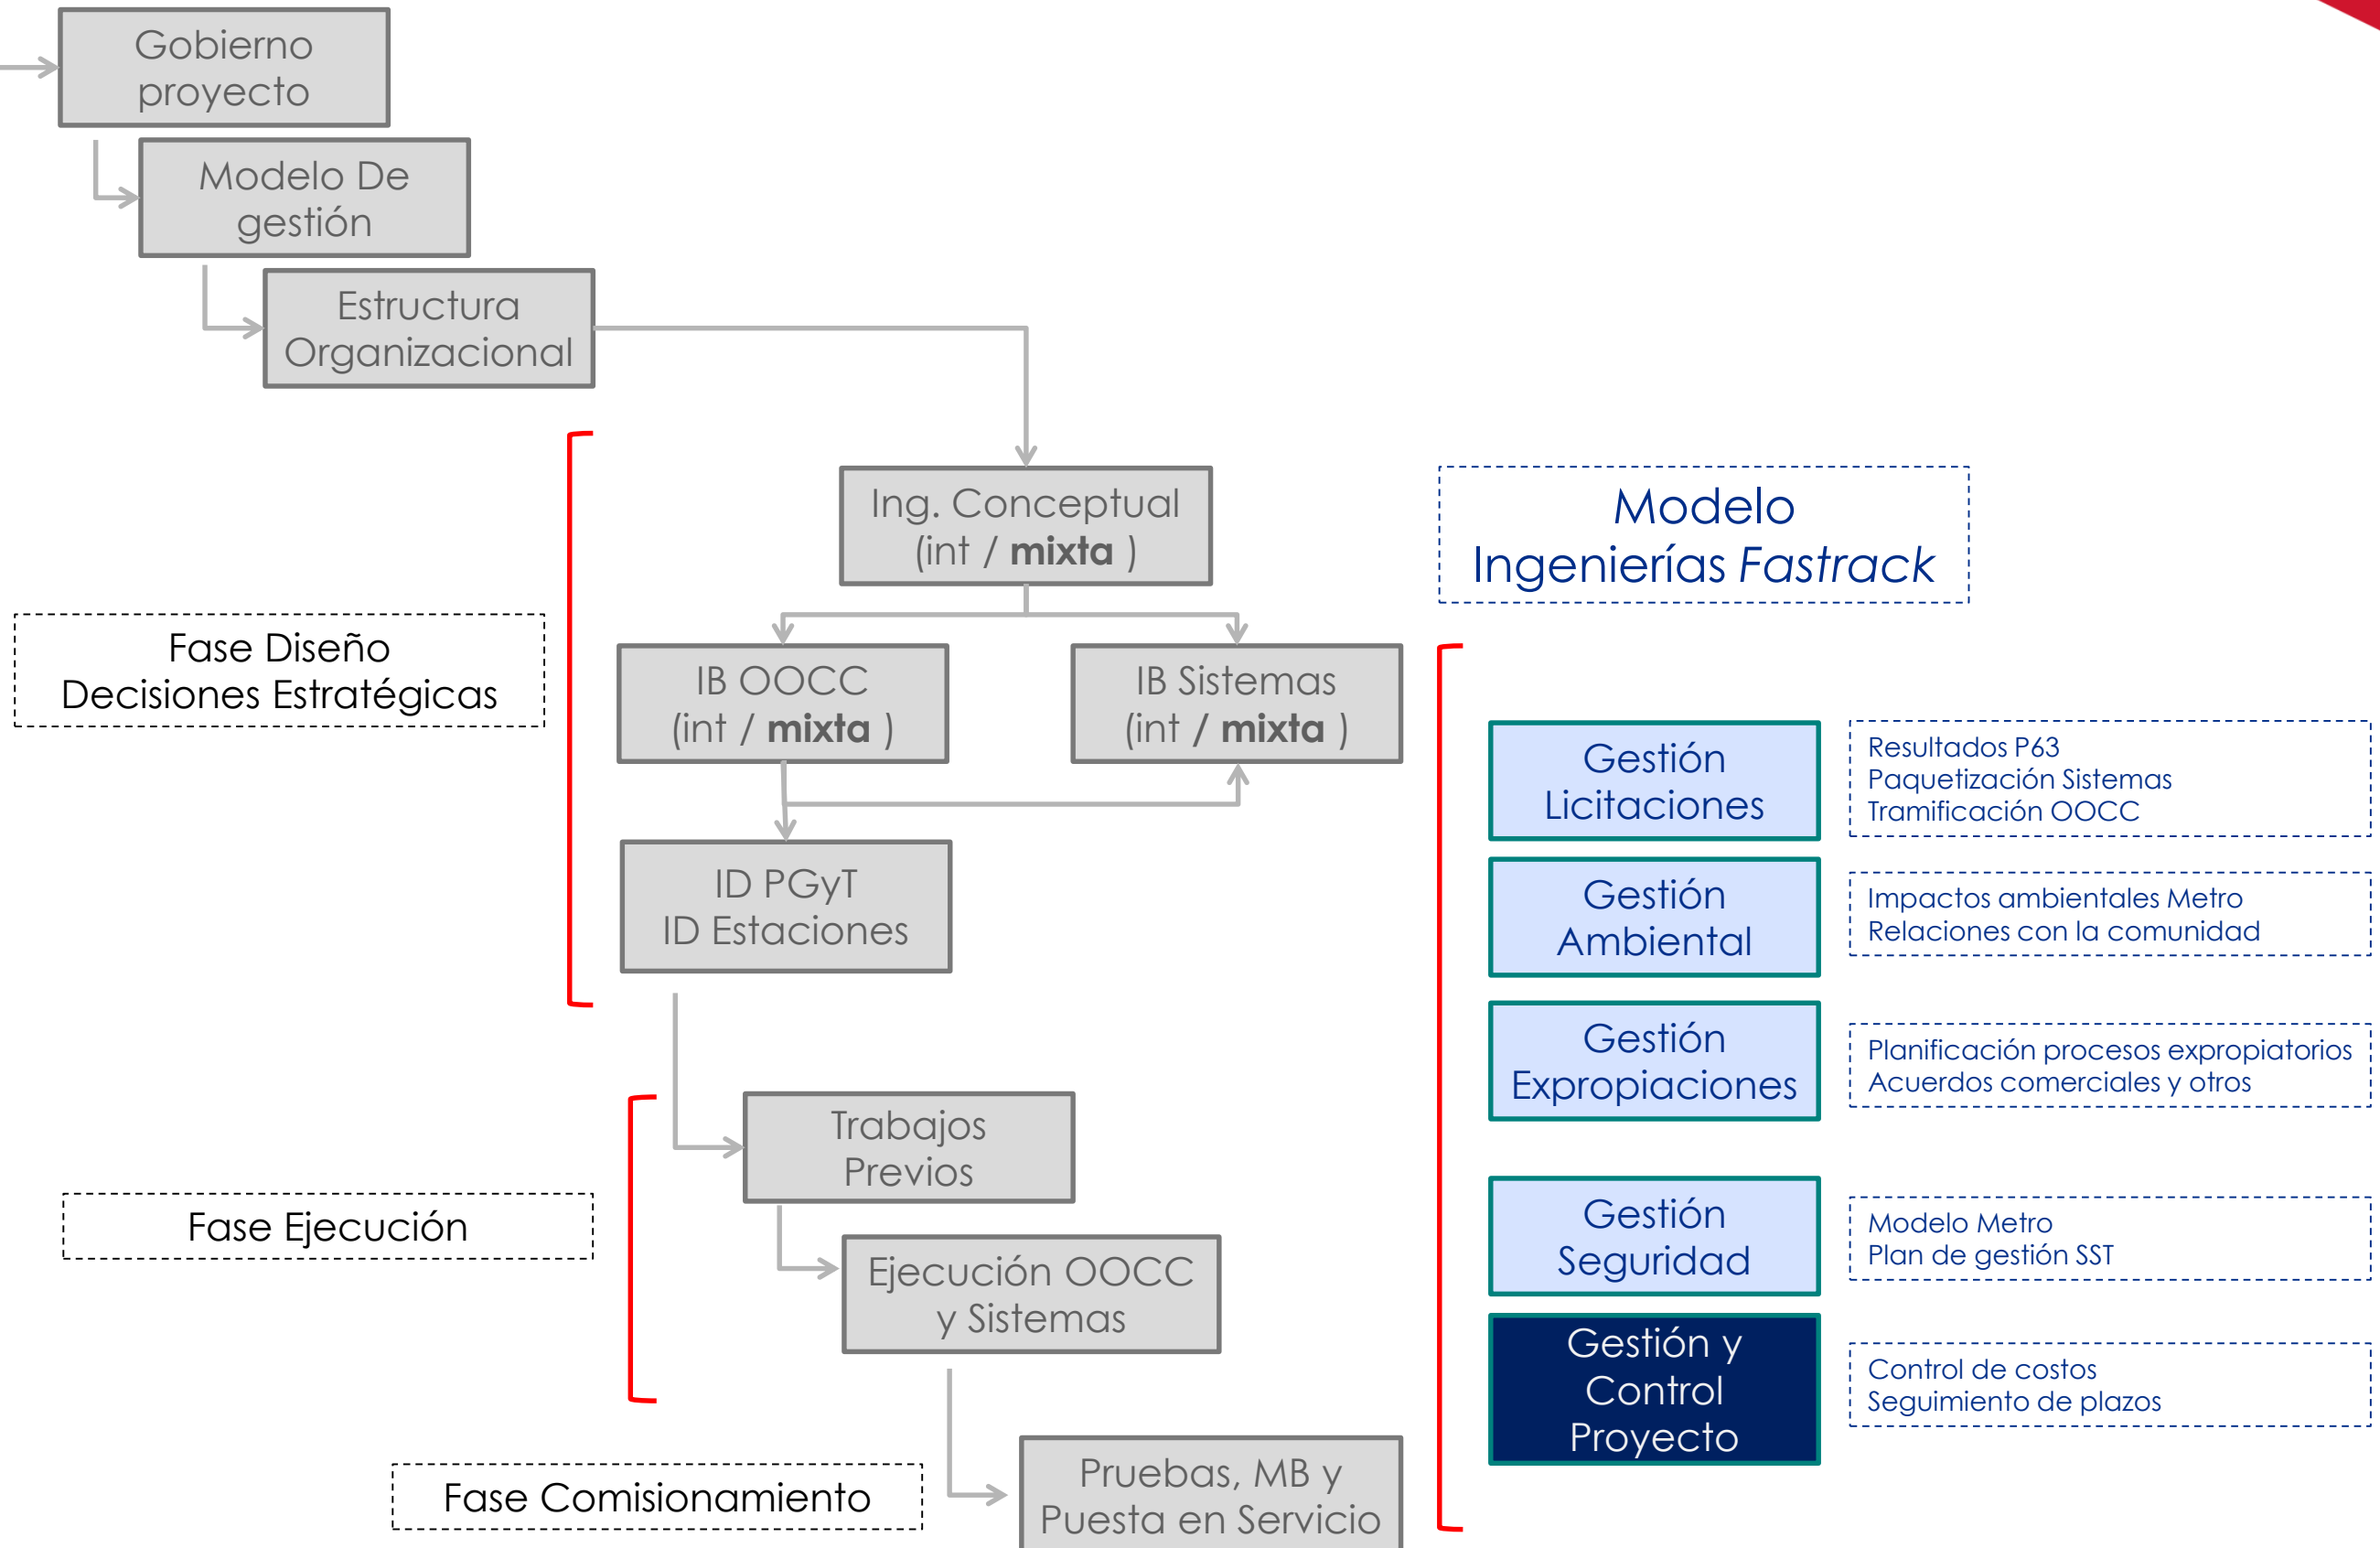 Gobierno
proyecto
Modelo De
gestión
Estructura
Organizacional
Ing. Conceptual
(int / mixta )
Modelo
Ingenierías Fastrack
Fase Diseño
Decisiones Estratégicas
IB OOCC
(int / mixta )
IB Sistemas
(int / mixta )
Gestión
Licitaciones
Resultados P63
Paquetización Sistemas
Tramificación OOCC
ID PGyT
ID Estaciones
Gestión
Ambiental
Impactos ambientales Metro
Relaciones con la comunidad
Gestión
Expropiaciones
Planificación procesos expropiatorios
Acuerdos comerciales y otros
Trabajos
Previos
Fase Ejecución
Gestión
Seguridad
Modelo Metro
Plan de gestión SST
Ejecución OOCC
y Sistemas
Gestión y
Control
Proyecto
Control de costos
Seguimiento de plazos
Fase Comisionamiento
Pruebas, MB y
Puesta en Servicio